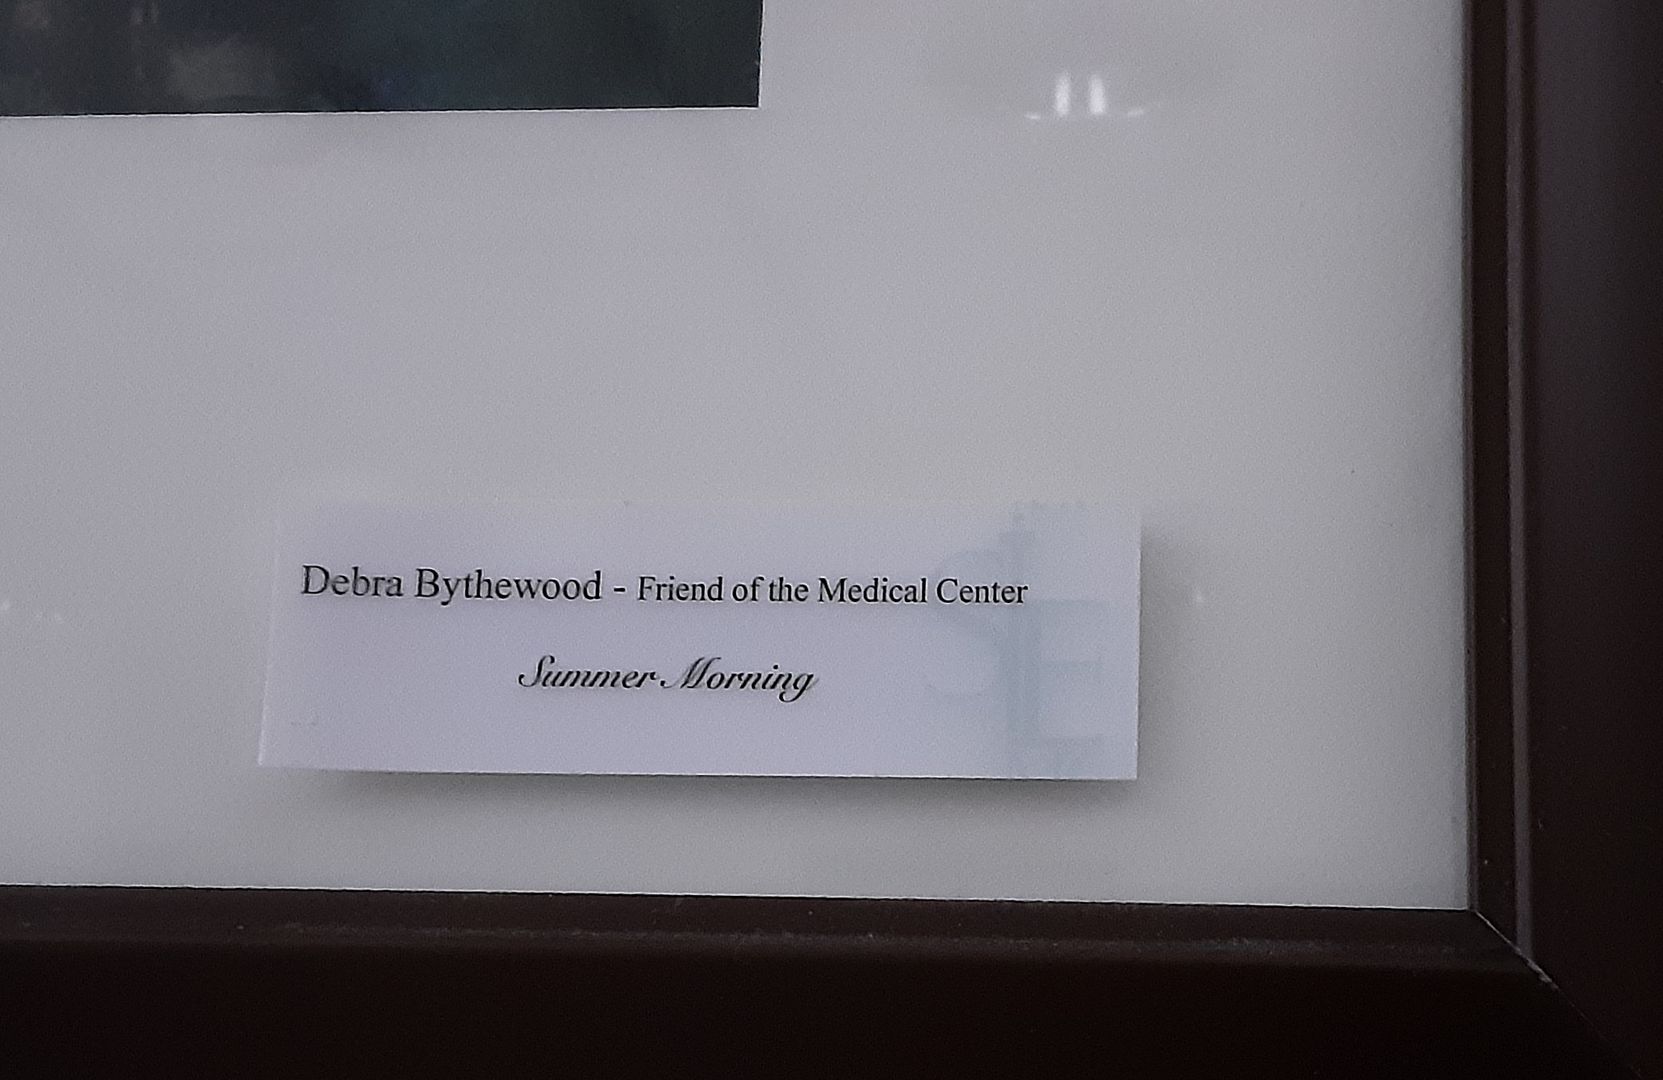 Debra Bythewood - Friend of the Medical Center
Summer Morning